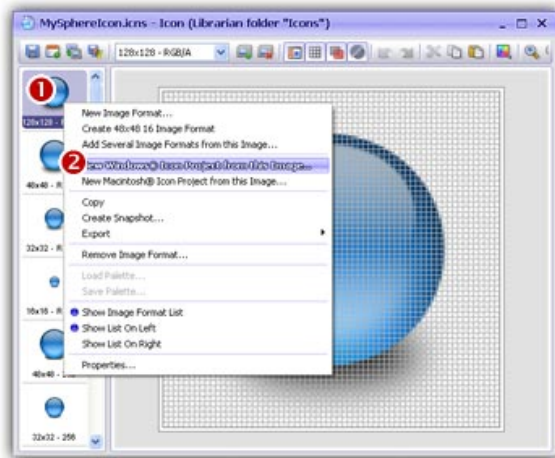 MySphereIcon.icns - Icon (Librarian folder "Icons")
128x128 - RGB/A
1
128x128 -
New Image Format...
Create 48x48 16 Image Format
Add Several Image Formats from this Image...
2
New Windows® Icon Project from this Image...
New Macintosh® Icon Project from this Image...
48x48 - R
Copy
Create Snapshot...
Export
32x32 - R
Remove Image Format...
Load Palette...
Save Palette...
16x16 - R
Show Image Format List
Show List On Left
Show List On Right
48x48 -
Properties...
32x32 - 256